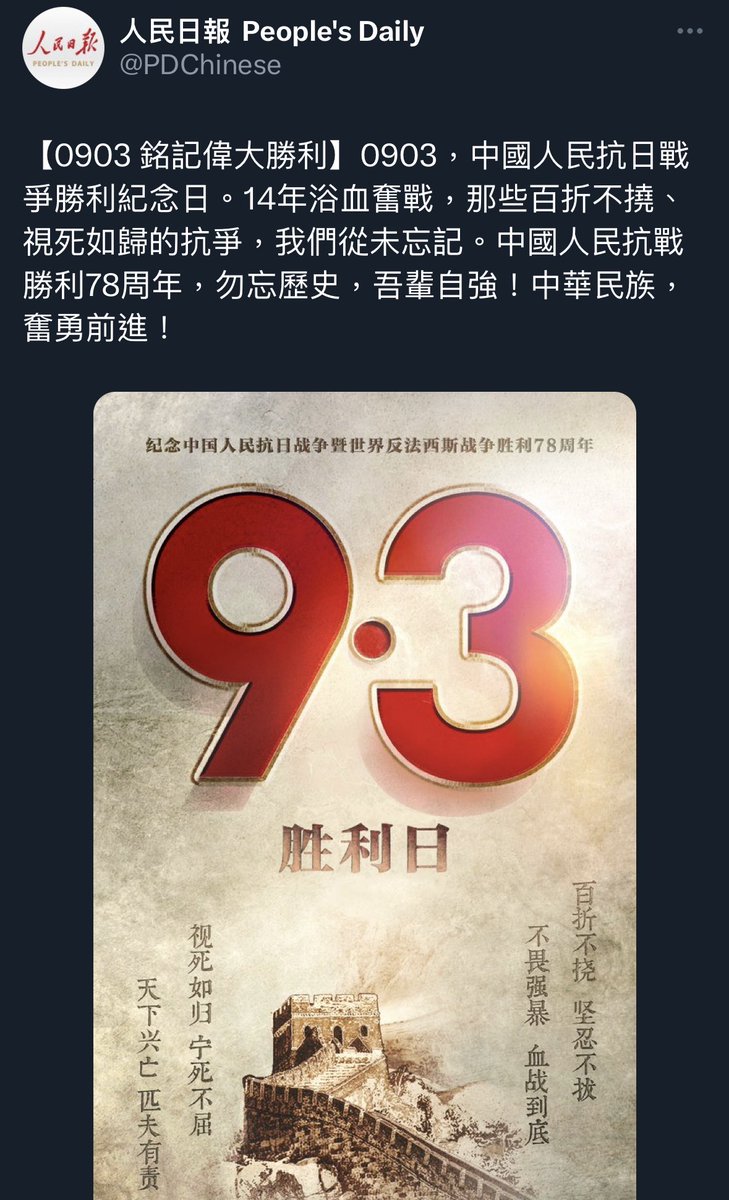 人民日報
PEOPLE'S DAILY
人民日報 People's Daily
@PDChinese
【0903 銘記偉大勝利】0903，中國人民抗日戰
爭勝利紀念日。14年浴血奮戰，那些百折不撓、
視死如歸的抗爭，我們從未忘記。中國人民抗戰
勝利78周年，勿忘歷史，吾輩自強！中華民族，
奮勇前進！
纪念中国人民抗日战争暨世界反法西斯战争胜利78周年
9·3
胜利日
百折不挠 坚忍不拔
不畏强暴 血战到底
视死如归 宁死不屈
天下兴亡 匹夫有责